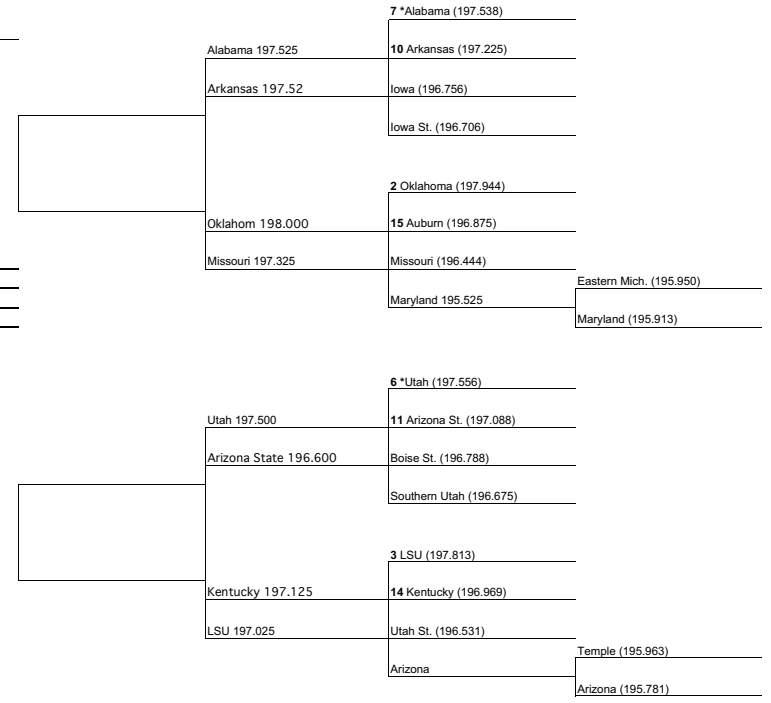 7 *Alabama (197.538)
Alabama 197.525
10 Arkansas (197.225)
Arkansas 197.52
Iowa (196.756)
Iowa St. (196.706)
2 Oklahoma (197.944)
Oklahom 198.000
15 Auburn (196.875)
Missouri 197.325
Missouri (196.444)
Eastern Mich. (195.950)
Maryland 195.525
Maryland (195.913)
6 *Utah (197.556)
Utah 197.500
11 Arizona St. (197.088)
Arizona State 196.600
Boise St. (196.788)
Southern Utah (196.675)
3 LSU (197.813)
Kentucky 197.125
14 Kentucky (196.969)
LSU 197.025
Utah St. (196.531)
Temple (195.963)
Arizona
Arizona (195.781)